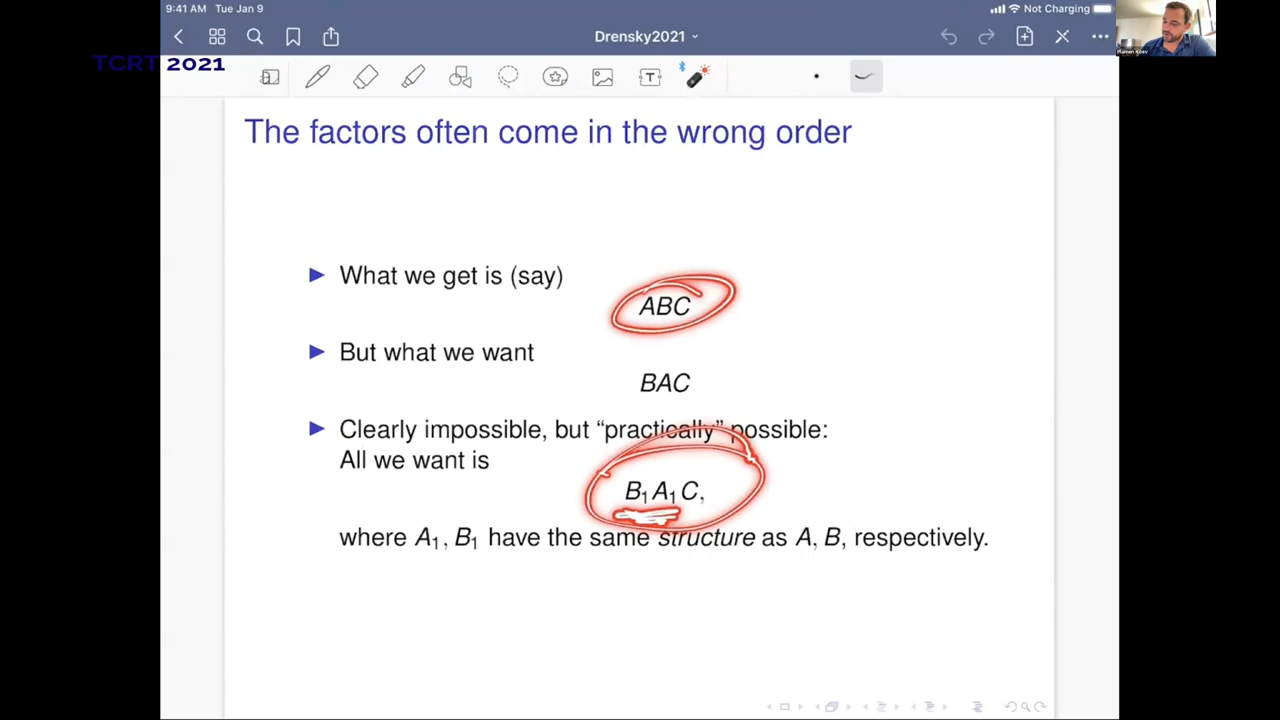 9:41 AM Tue Jan 9
Not Charging
Drensky2021
TCRT 2021
Plamen Koev
The factors often come in the wrong order
What we get is (say)
ABC
But what we want
BAC
Clearly impossible, but “practically” possible:
All we want is
B₁A₁C,
where A₁, B₁ have the same structure as A, B, respectively.